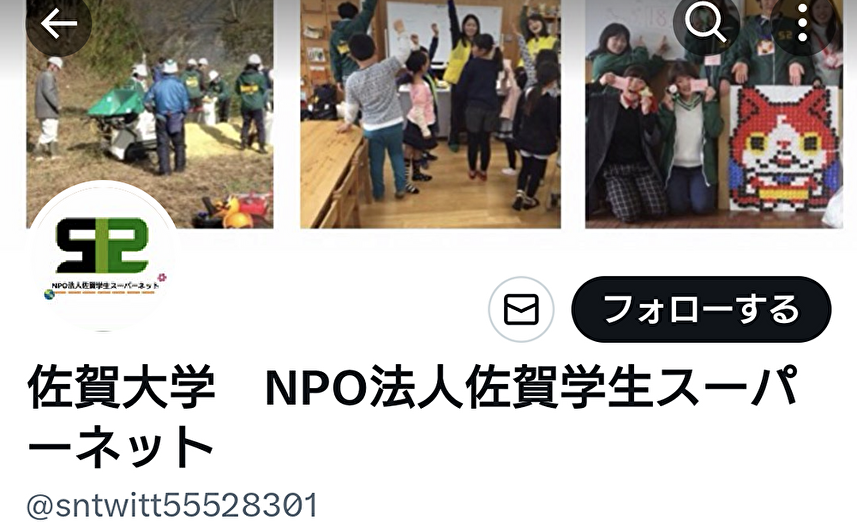 NPO法人佐賀学生スーパーネット
フォローする
佐賀大学　NPO法人佐賀学生スーパ
ーネット
@sntwitt55528301